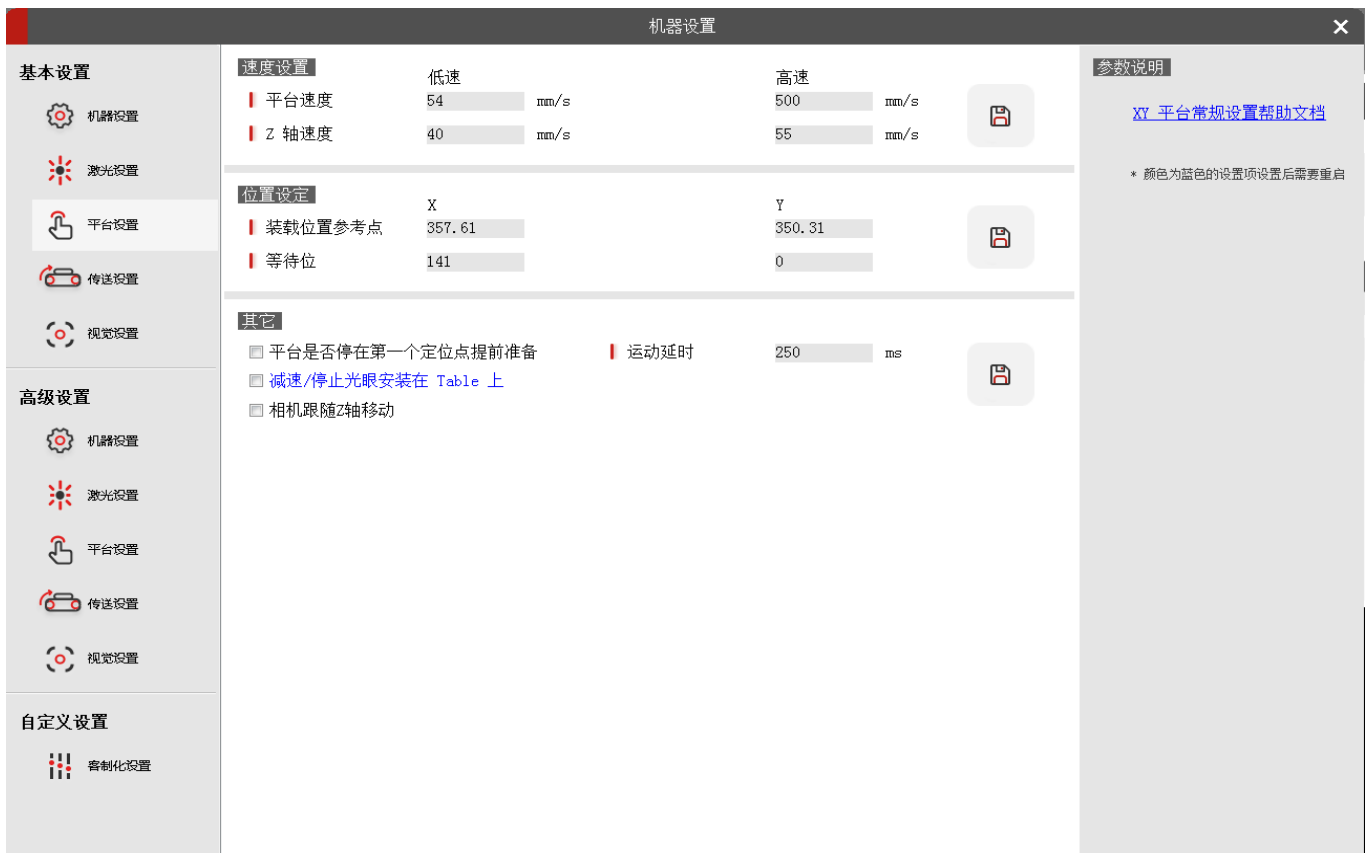 机器设置
基本设置
机器设置
激光设置
平台设置
传送设置
视觉设置
高级设置
机器设置
激光设置
平台设置
传送设置
视觉设置
自定义设置
客制化设置
速度设置
低速 高速
平台速度 54 mm/s 500 mm/s
Z 轴速度 40 mm/s 55 mm/s
位置设定
X Y
装载位置参考点 357.61 350.31
等待位 141 0
其它
平台是否停在第一个定位点提前准备 运动延时 250 ms
减速/停止光眼安装在 Table 上
相机跟随Z轴移动
参数说明
XY 平台常规设置帮助文档
* 颜色为蓝色的设置项设置后需要重启